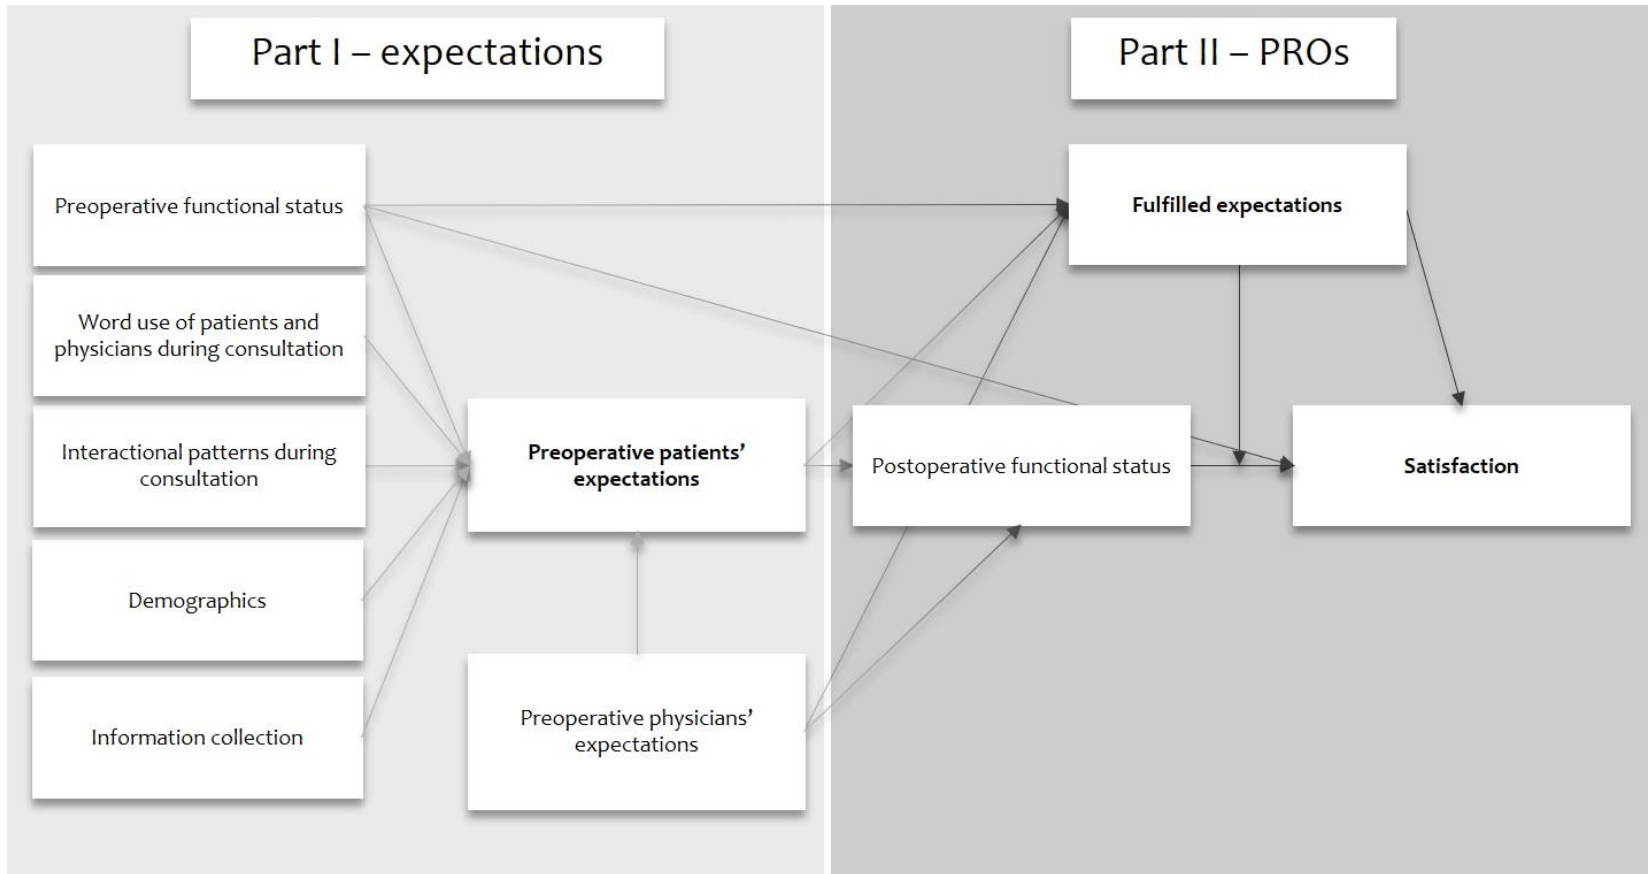 Part I – expectations
Part II – PROs
Preoperative functional status
Fulfilled expectations
Word use of patients and
physicians during consultation
Interactional patterns during
consultation
Preoperative patients’
expectations
Postoperative functional status
Satisfaction
Demographics
Preoperative physicians’
expectations
Information collection